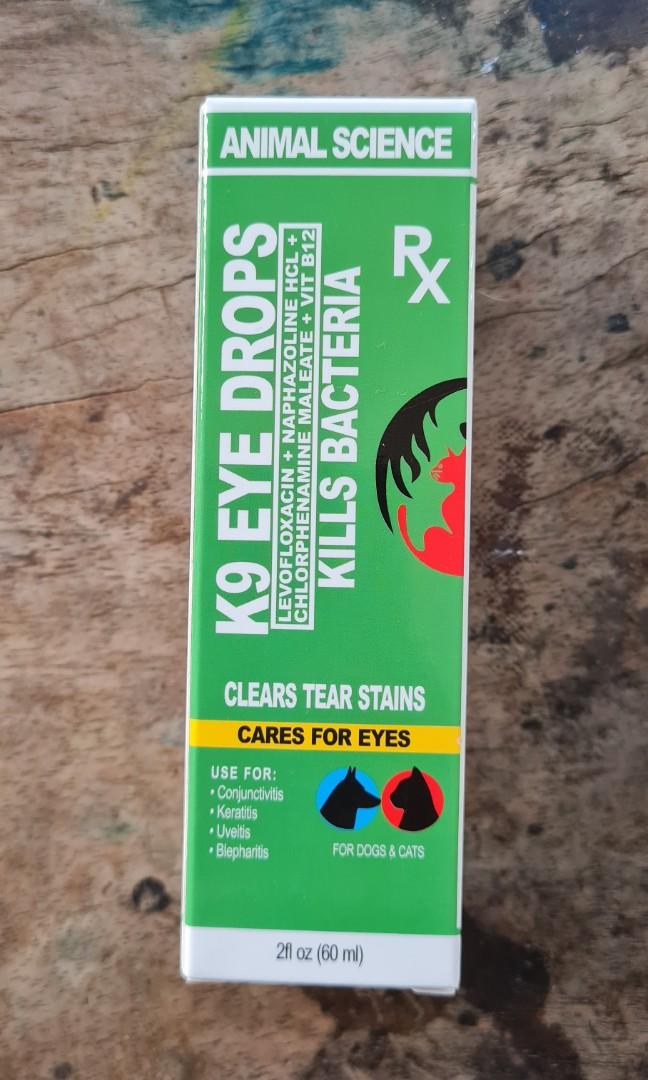 ANIMAL SCIENCE
Rx
K9 EYE DROPS
LEVOFLOXACIN + NAPHAZOLINE HCL +
CHLORPHENAMINE MALEATE + VIT B12
KILLS BACTERIA
CLEARS TEAR STAINS
CARES FOR EYES
USE FOR:
• Conjunctivitis
• Keratitis
• Uveitis
• Blepharitis
FOR DOGS & CATS
2fl oz (60 ml)